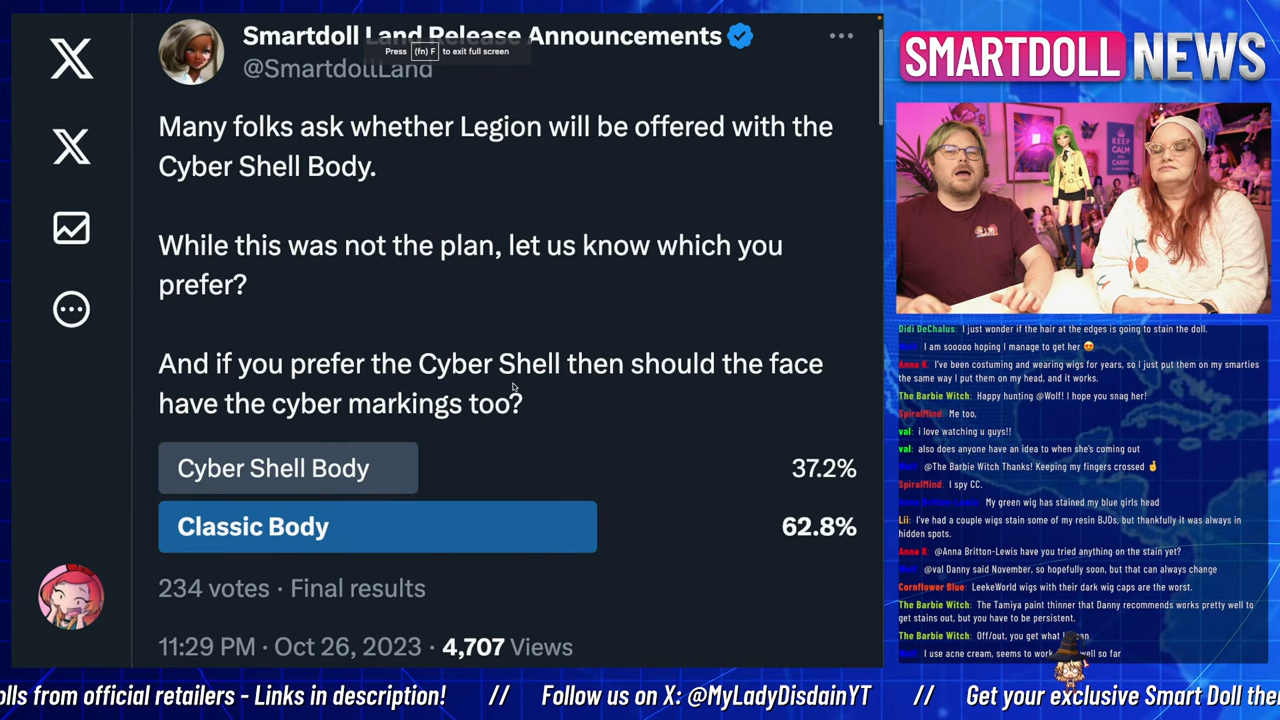 Smartdoll Land Release Announcements
Press (fn) F to exit full screen
@SmartdollLand
Many folks ask whether Legion will be offered with the
Cyber Shell Body.
While this was not the plan, let us know which you
prefer?
And if you prefer the Cyber Shell then should the face
have the cyber markings too?
Cyber Shell Body 37.2%
Classic Body 62.8%
234 votes · Final results
11:29 PM · Oct 26, 2023 · 4,707 Views
SMARTDOLL NEWS
KEEP
CALM
AND
CARRY
Didi DeChalus: I just wonder if the hair at the edges is going to stain the doll.
I am sooooo hoping I manage to get her 😍
Anna K: I've been costuming and wearing wigs for years, so I just put them on my smarties
the same way I put them on my head, and it works.
The Barbie Witch: Happy hunting @Wolf! I hope you snag her!
SpiralMind: Me too,
val: i love watching u guys!!
val: also does anyone have an idea to when she's coming out
@The Barbie Witch Thanks! Keeping my fingers crossed 🤞
SpiralMind: I spy CC.
My green wig has stained my blue girls head
Lii: I've had a couple wigs stain some of my resin BJDs, but thankfully it was always in
hidden spots.
Anna K: @Anna Britton-Lewis have you tried anything on the stain yet?
@val Danny said November, so hopefully soon, but that can always change
Cornflower Blue: LeekeWorld wigs with their dark wig caps are the worst.
The Barbie Witch: The Tamiya paint thinner that Danny recommends works pretty well to
get stains out, but you have to be persistent.
The Barbie Witch: Off/out, you get what I can
I use acne cream, seems to work well so far
olls from official retailers - Links in description! // Follow us on X: @MyLadyDisdainYT // Get your exclusive Smart Doll the